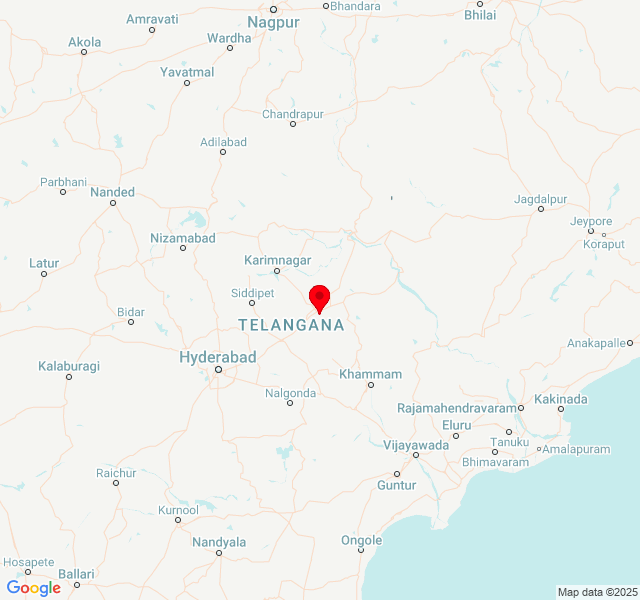 Amravati
Nagpur
Bhandara
Bhilai
Akola
Wardha
Yavatmal
Chandrapur
Adilabad
Parbhani
Nanded
Jagdalpur
Jeypore
Koraput
Nizamabad
Latur
Karimnagar
Siddipet
Bidar
TELANGANA
Anakapalle
Hyderabad
Kalaburagi
Khammam
Nalgonda
Rajamahendravaram
Kakinada
Eluru
Vijayawada
Tanuku
Amalapuram
Bhimavaram
Raichur
Guntur
Kurnool
Nandyala
Ongole
Hosapete
Ballari
Google
Map data ©2025